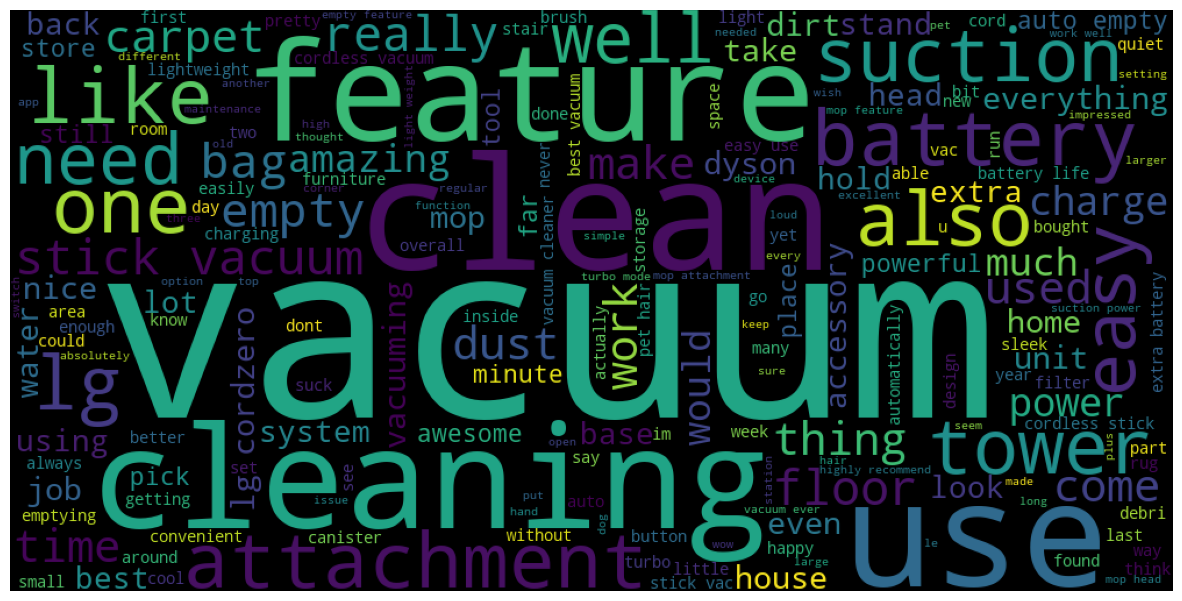 back
first
carpet
pretty
empty feature
really
stair
brush
well
light
needed
pet
dirt
cord
stand
auto empty
work well
store
different
cordless vacuum
take
suction
quiet
like
lightweight
feature
tool
done
space
head
bit
new
everything
setting
app
another
maintenance
light weight
high
thought
best vacuum
mop feature
impressed
still
room
two
old
easy use
battery
vac
run
larger
need
bag
amazing
make
dyson
hold
able
battery life
easily
furniture
corner
regular
never
clean
device
extra
excellent
charge
one
day
empty
function
mop
far
loud
also
u
bought
three
charging
overall
vacuum cleaner
simple
storage
yet
every
easy
stick vacuum
turbo mode
mop attachment
place
powerful
much
nice
option
top
lot
vacuum
work
pet hair
go
accessory
used
suction power
switch
area
enough
know
cordzero
dont
inside
actually
would
keep
many
automatically
home
sleek
extra battery
water
could
absolutely
dust
minute
sure
design
unit
year
filter
lg
suck
vacuuming
power
cordless stick
using
better
cleaning
system
awesome
base
im
week
thing
seem
tower
plus
part
rug
always
pick
lg
set
see
open
say
station
hair
highly recommend
made
job
getting
issue
put
auto
floor
look
come
long
emptying
hand
dog
vacuum ever
debri
time
convenient
canister
attachment
without
button
wow
even
use
le
last
around
turbo
happy
found
way
small
best
cool
little
stick vac
large
house
mop head
think